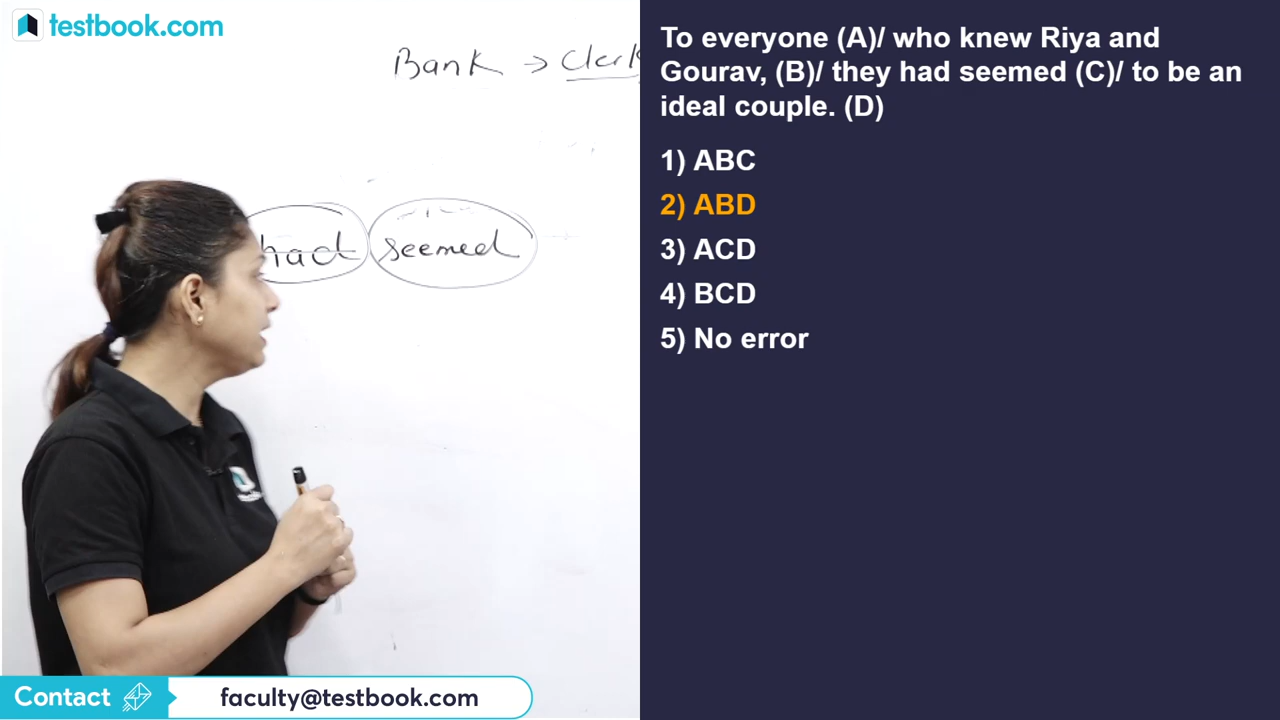 testbook.com
Bank → Clerk
had seemed
To everyone (A)/ who knew Riya and
Gourav, (B)/ they had seemed (C)/ to be an
ideal couple. (D)
1) ABC
2) ABD
3) ACD
4) BCD
5) No error
Contact
faculty@testbook.com